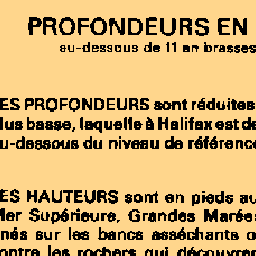 PROFONDEURS EN
au-dessous de 11 en brasses
ES PROFONDEURS sont réduites
lus basse, laquelle à Halifax est de
u-dessous du niveau de référence
ES HAUTEURS sont en pieds au
Mer Supérieure, Grandes Marées
nés sur les bancs asséchants o
ontre les rochers qui découvrent